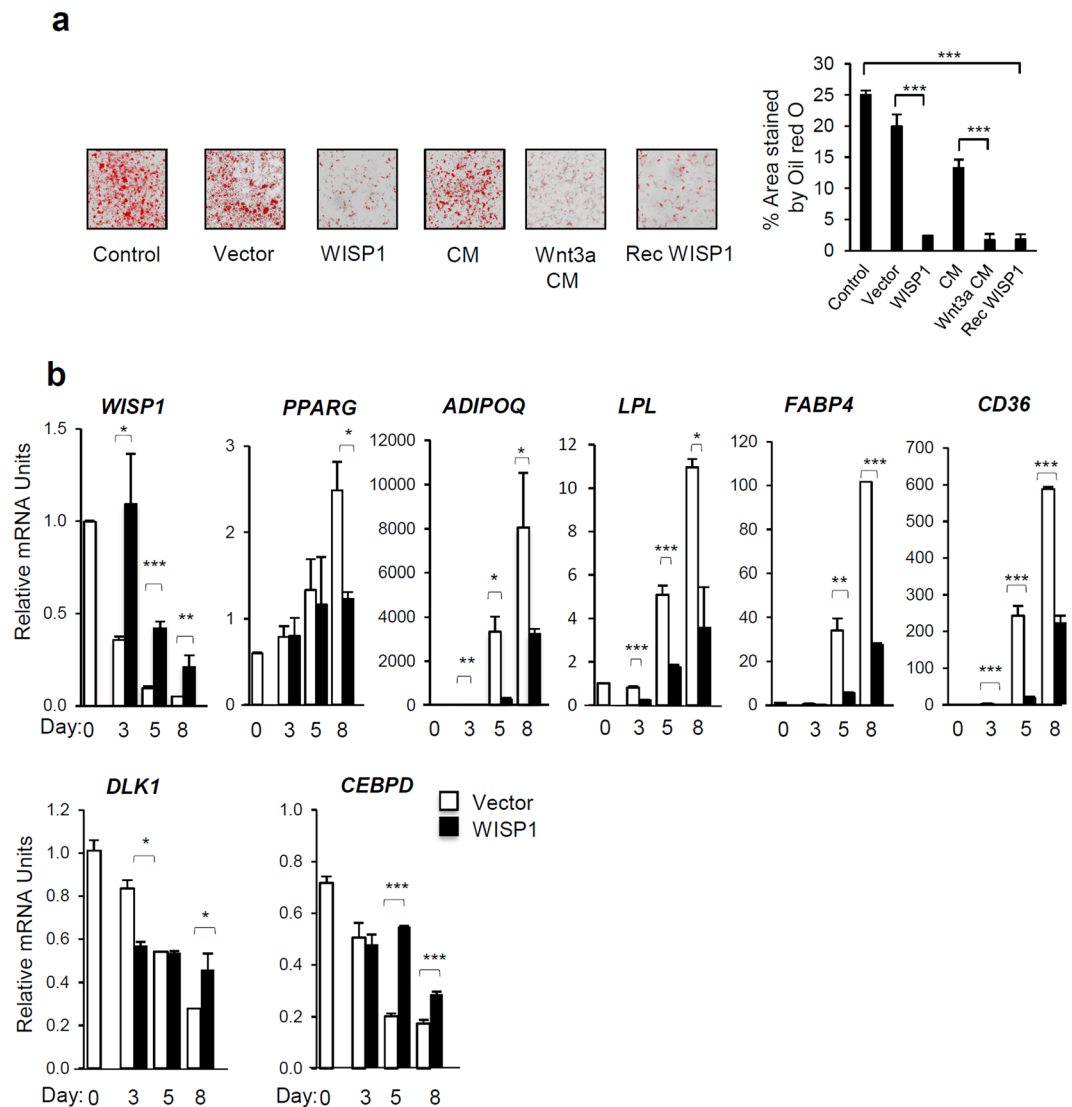 a
Control
Vector
WISP1
CM
Wnt3a
CM
Rec WISP1
% Area stained
by Oil red O
30
25
20
15
10
5
0
***
***
***
Control
Vector
WISP1
CM
Wnt3a CM
Rec WISP1
b
WISP1
PPARG
ADIPOQ
LPL
FABP4
CD36
Relative mRNA Units
1.5
1.0
0.5
0.0
*
***
**
Day: 0 3 5 8
3
2
1
0
*
0 3 5 8
12000
10000
8000
6000
4000
2000
0
**
*
*
0 3 5 8
12
10
8
6
4
2
0
***
***
*
0 3 5 8
120
100
80
60
40
20
0
**
***
0 3 5 8
700
600
500
400
300
200
100
0
***
***
***
0 3 5 8
DLK1
CEBPD
Vector
WISP1
Relative mRNA Units
1.2
1.0
0.8
0.6
0.4
0.2
0.0
*
*
Day: 0 3 5 8
1.0
0.8
0.6
0.4
0.2
0.0
***
***
Day: 0 3 5 8